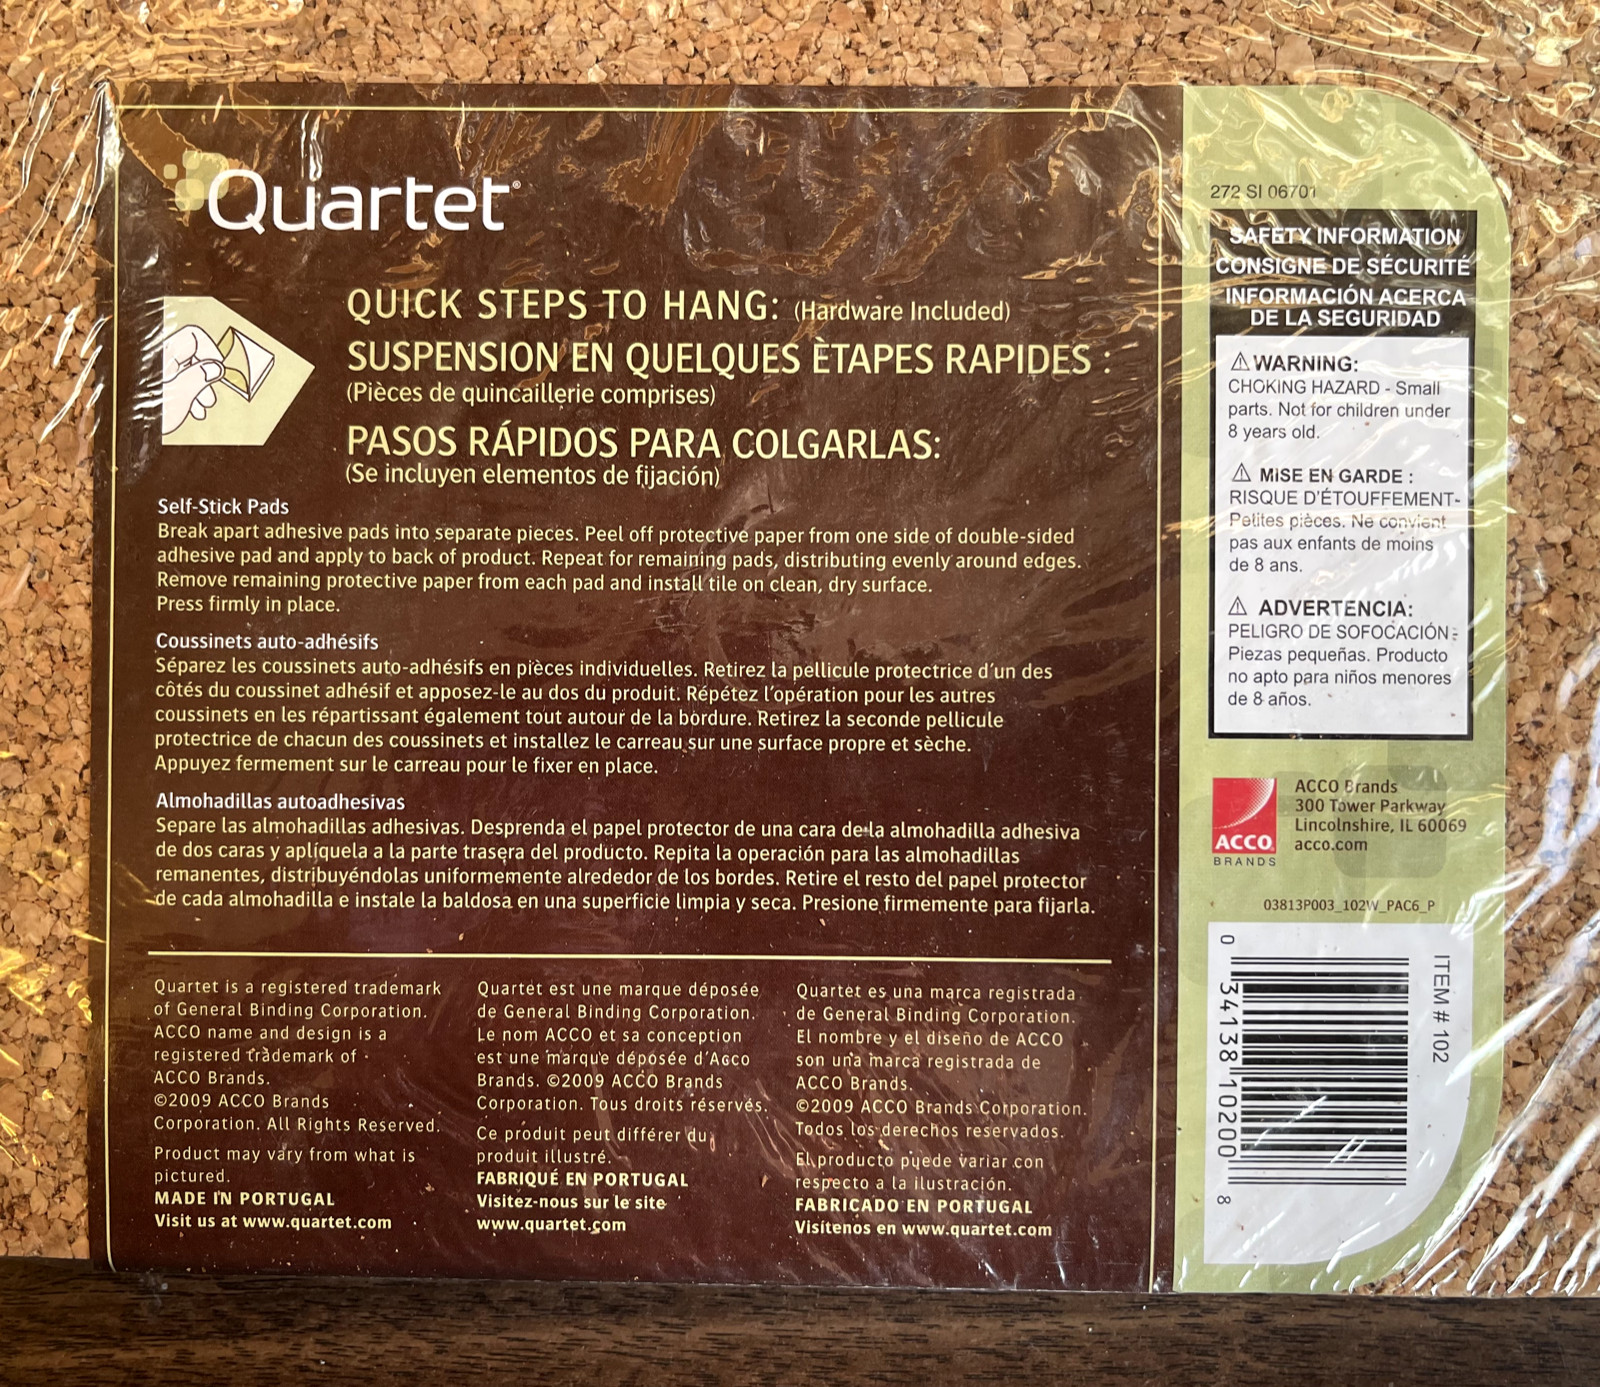 Quartet®
QUICK STEPS TO HANG: (Hardware Included)
SUSPENSION EN QUELQUES ÈTAPES RAPIDES :
(Pièces de quincaillerie comprises)
PASOS RÁPIDOS PARA COLGARLAS:
(Se incluyen elementos de fijación)
Self-Stick Pads
Break apart adhesive pads into separate pieces. Peel off protective paper from one side of double-sided
adhesive pad and apply to back of product. Repeat for remaining pads, distributing evenly around edges.
Remove remaining protective paper from each pad and install tile on clean, dry surface.
Press firmly in place.
Coussinets auto-adhésifs
Séparez les coussinets auto-adhésifs en pièces individuelles. Retirez la pellicule protectrice d'un des
côtés du coussinet adhésif et apposez-le au dos du produit. Répétez l'opération pour les autres
coussinets en les répartissant également tout autour de la bordure. Retirez la seconde pellicule
protectrice de chacun des coussinets et installez le carreau sur une surface propre et sèche.
Appuyez fermement sur le carreau pour le fixer en place.
Almohadillas autoadhesivas
Separe las almohadillas adhesivas. Desprenda el papel protector de una cara de la almohadilla adhesiva
de dos caras y aplíquela a la parte trasera del producto. Repita la operación para las almohadillas
remanentes, distribuyéndolas uniformemente alrededor de los bordes. Retire el resto del papel protector
de cada almohadilla e instale la baldosa en una superficie limpia y seca. Presione firmemente para fijarla.
Quartet is a registered trademark
of General Binding Corporation.
ACCO name and design is a
registered trademark of
ACCO Brands.
©2009 ACCO Brands
Corporation. All Rights Reserved.
Product may vary from what is
pictured.
MADE IN PORTUGAL
Visit us at www.quartet.com
Quartet est une marque déposée
de General Binding Corporation.
Le nom ACCO et sa conception
est une marque déposée d'Acco
Brands. ©2009 ACCO Brands
Corporation. Tous droits réservés.
Ce produit peut différer du
produit illustré.
FABRIQUÉ EN PORTUGAL
Visitez-nous sur le site
www.quartet.com
Quartet es una marca registrada
de General Binding Corporation.
El nombre y el diseño de ACCO
son una marca registrada de
ACCO Brands.
©2009 ACCO Brands Corporation.
Todos los derechos reservados.
El producto puede variar con
respecto a la ilustración.
FABRICADO EN PORTUGAL
Visítenos en www.quartet.com
272 SI 06701
SAFETY INFORMATION
CONSIGNE DE SÉCURITÉ
INFORMACIÓN ACERCA
DE LA SEGURIDAD
⚠ WARNING:
CHOKING HAZARD - Small
parts. Not for children under
8 years old.
⚠ MISE EN GARDE :
RISQUE D'ÉTOUFFEMENT-
Petites pièces. Ne convient
pas aux enfants de moins
de 8 ans.
⚠ ADVERTENCIA:
PELIGRO DE SOFOCACIÓN -
Piezas pequeñas. Producto
no apto para niños menores
de 8 años.
ACCO
BRANDS
ACCO Brands
300 Tower Parkway
Lincolnshire, IL 60069
acco.com
03813P003_102W_PAC6_P
ITEM # 102
0 34138 10200 8